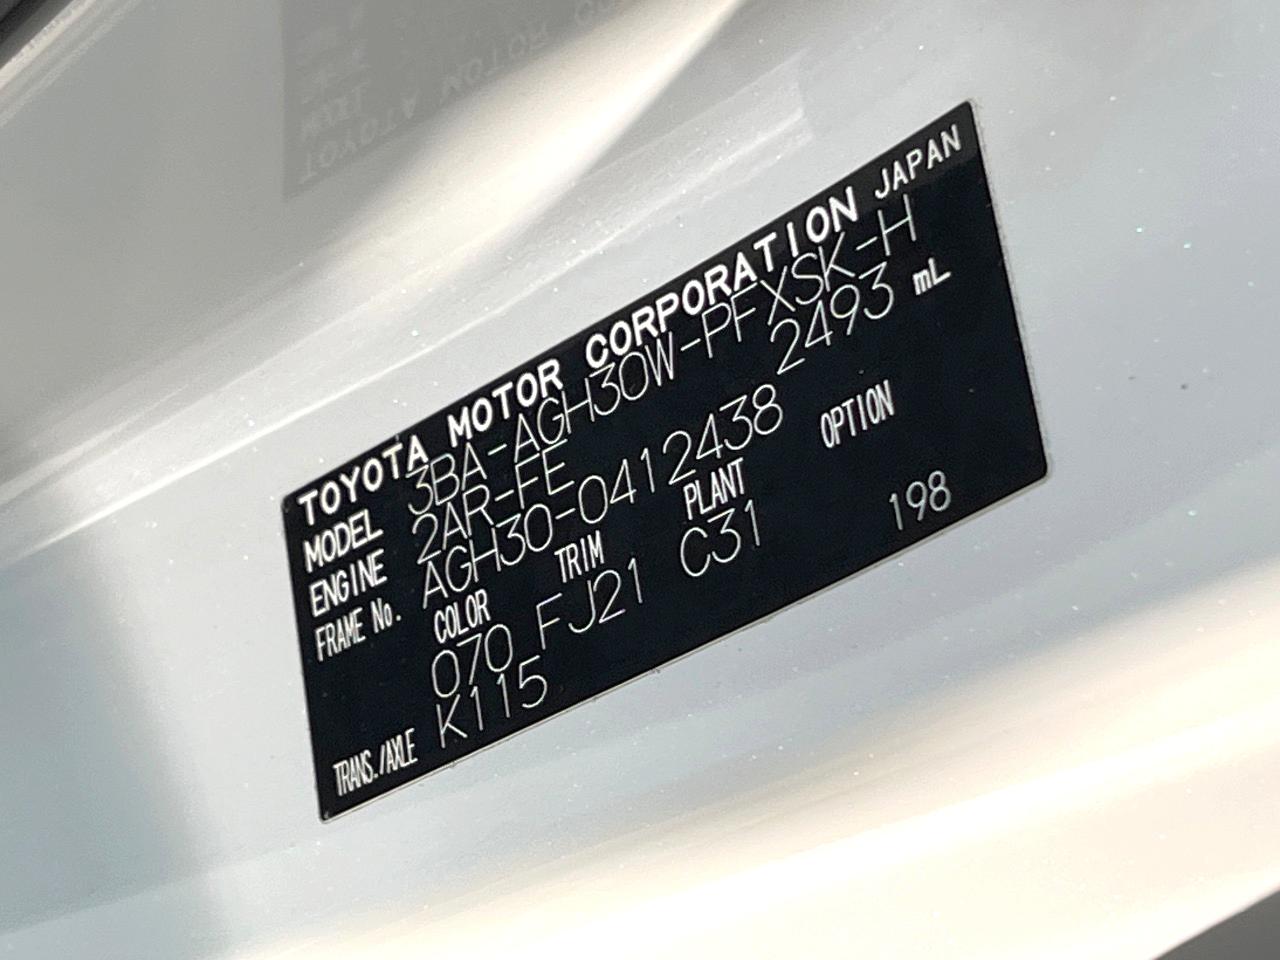 TOYOTA MOTOR CORPORATION JAPAN
MODEL 3BA-AGH30W-PFXSK-H
ENGINE 2AR-FE 2493 mL
FRAME No. AGH30-0412438
COLOR TRIM PLANT OPTION
070 FJ21 C31 198
TRANS./AXLE K115